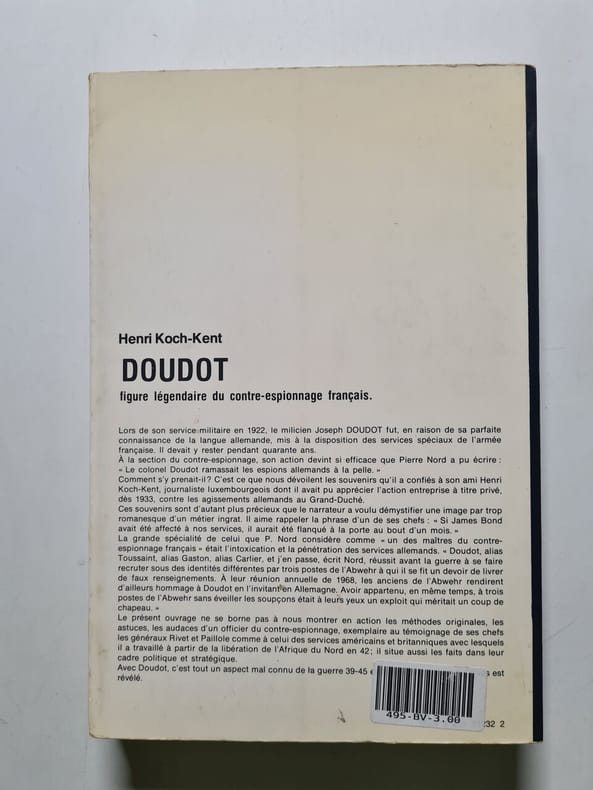 Henri Koch-Kent
DOUDOT
figure légendaire du contre-espionnage français.
Lors de son service militaire en 1922, le milicien Joseph DOUDOT fut, en raison de sa parfaite
connaissance de la langue allemande, mis à la disposition des services spéciaux de l'armée
française. Il devait y rester pendant quarante ans.
À la section du contre-espionnage, son action devint si efficace que Pierre Nord a pu écrire :
« Le colonel Doudot ramassait les espions allemands à la pelle. »
Comment s'y prenait-il? C'est ce que nous dévoilent les souvenirs qu'il a confiés à son ami Henri
Koch-Kent, journaliste luxembourgeois dont il avait pu apprécier l'action entreprise à titre privé,
dès 1933, contre les agissements allemands au Grand-Duché.
Ces souvenirs sont d'autant plus précieux que le narrateur a voulu démystifier une image par trop
romanesque d'un métier ingrat. Il aime rappeler la phrase d'un de ses chefs : « Si James Bond
avait été affecté à nos services, il aurait été flanqué à la porte au bout d'un mois. »
La grande spécialité de celui que P. Nord considère comme « un des maîtres du contre-
espionnage français » était l'intoxication et la pénétration des services allemands. « Doudot, alias
Toussaint, alias Gaston, alias Carlier, et j'en passe, écrit Nord, réussit avant la guerre à se faire
recruter sous des identités différentes par trois postes de l'Abwehr à qui il se fit un devoir de livrer
de faux renseignements. À leur réunion annuelle de 1968, les anciens de l'Abwehr rendirent
d'ailleurs hommage à Doudot en l'invitant en Allemagne. Avoir appartenu, en même temps, à trois
postes de l'Abwehr sans éveiller les soupçons était à leurs yeux un exploit qui méritait un coup de
chapeau. »
Le présent ouvrage ne se borne pas à nous montrer en action les méthodes originales, les
astuces, les audaces d'un officier du contre-espionnage, exemplaire au témoignage de ses chefs
les généraux Rivet et Paillole comme à celui des services américains et britanniques avec lesquels
il a travaillé à partir de la libération de l'Afrique du Nord en 42; il situe aussi les faits dans leur
cadre politique et stratégique.
Avec Doudot, c'est tout un aspect mal connu de la guerre 39-45 est
révélé.
495-BV-3.00
232 2